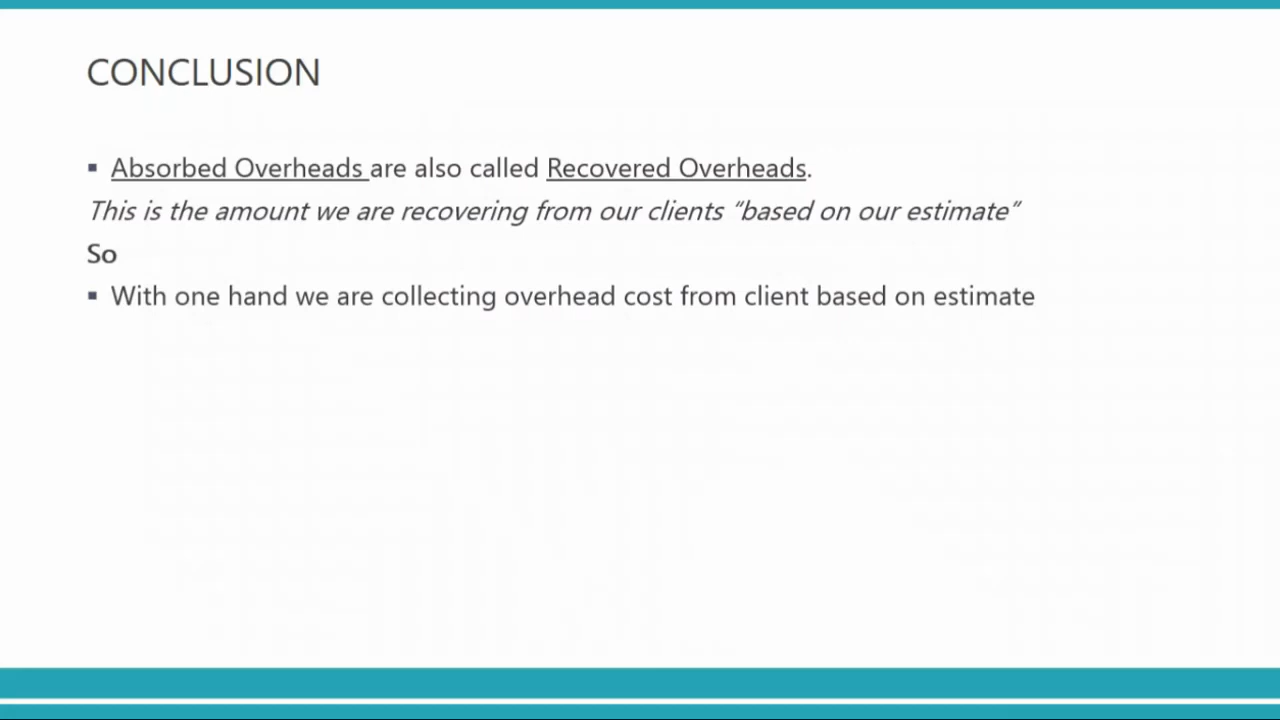 CONCLUSION
▪ Absorbed Overheads are also called Recovered Overheads.
This is the amount we are recovering from our clients “based on our estimate”
So
▪ With one hand we are collecting overhead cost from client based on estimate